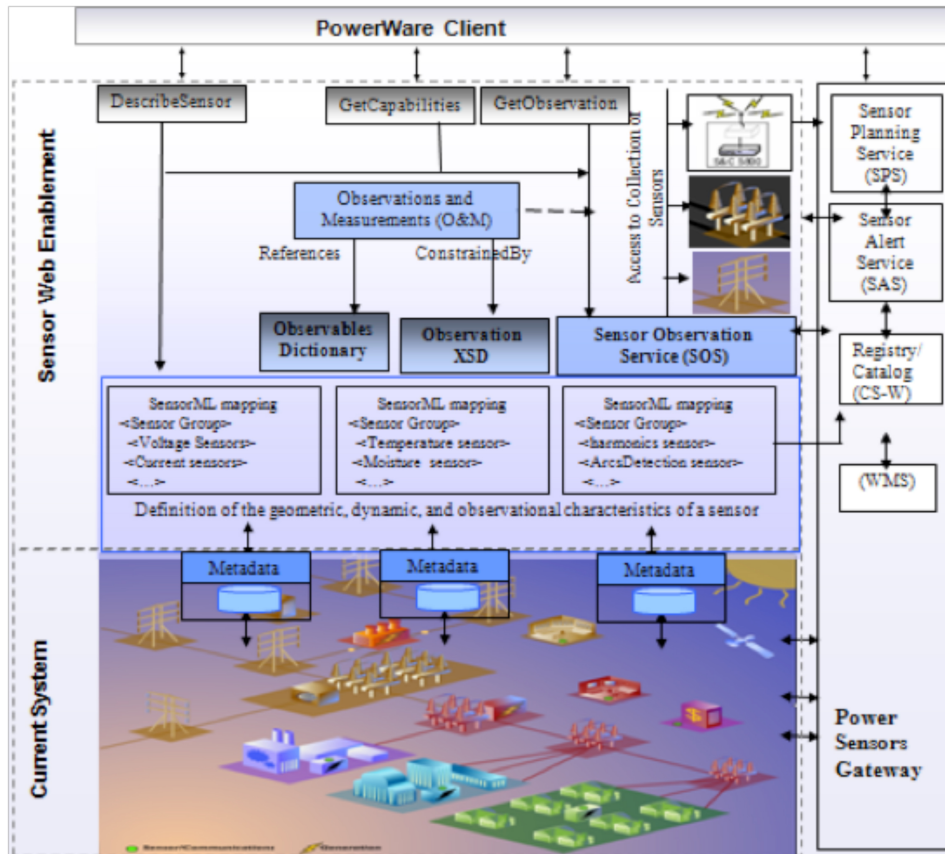 PowerWare Client
DescribeSensor
GetCapabilities
GetObservation
Access to Collection of
Sensors
S&C 5800
Sensor
Planning
Service
(SPS)
Sensor Web Enablement
Observations and
Measurements (O&M)
References
ConstrainedBy
Sensor
Alert
Service
(SAS)
Observables
Dictionary
Observation
XSD
Sensor Observation
Service (SOS)
Registry/
Catalog
(CS-W)
SensorML mapping
-<Sensor Group>
-<Voltage Sensors>-
-<Current sensors>-
-<...>-
SensorML mapping
-<Sensor Group>
-<Temperature sensor>-
-<Moisture sensor>-
-<...>-
SensorML mapping
-<Sensor Group>
-<harmonics sensor>-
-<ArcsDetection sensor>-
-<...>-
(WMS)
Definition of the geometric, dynamic, and observational characteristics of a sensor
Metadata
Metadata
Metadata
Current System
Power
Sensors
Gateway
Sensor/Communications
Generation